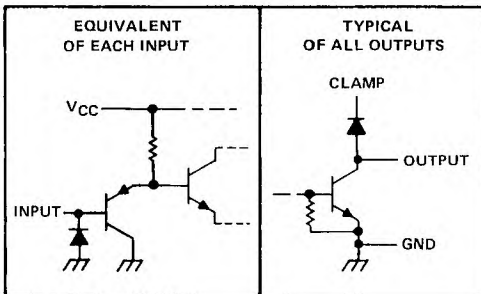 EQUIVALENT
OF EACH INPUT
VCC
INPUT
TYPICAL
OF ALL OUTPUTS
CLAMP
OUTPUT
GND